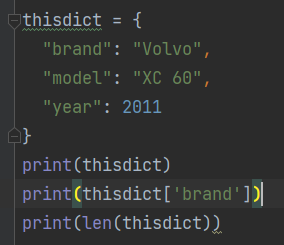 thisdict = {
  "brand": "Volvo",
  "model": "XC 60",
  "year": 2011
}
print(thisdict)
print(thisdict['brand'])
print(len(thisdict))